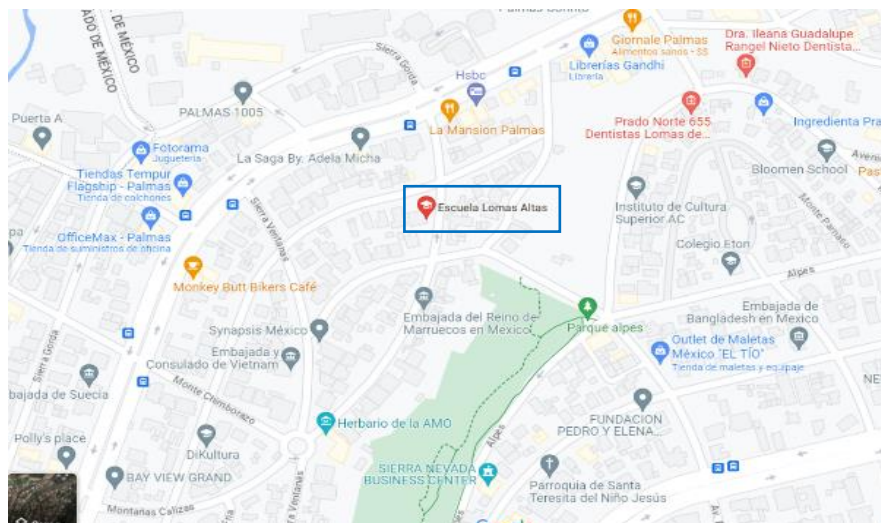 Giornale Palmas
Alimentos sanos - $$
Dra. Ileana Guadalupe
Rangel Nieto Dentista...
Librerías Gandhi
Librería
Sierra Gorda
Hsbc
DE MÉXICO
ADO DE MÉXICO
Puerta A
PALMAS 1005
La Mansion Palmas
Prado Norte 655
Dentistas Lomas de...
Ingredienta Pra
Fotorama
Juguetería
La Saga By. Adela Micha
Tiendas Tempur
Flagship - Palmas
Tienda de colchones
Bloomen School
Escuela Lomas Altas
Instituto de Cultura
Superior AC
Monte Parnaso
Sierra Ventanas
OfficeMax - Palmas
Tienda de suministros de oficina
Colegio Eton
Alpes
Monkey Butt Bikers Café
Embajada del Reino de
Marruecos en México
Parque alpes
Embajada de
Bangladesh en Mexico
Synapsis México
Outlet de Maletas
México "EL TÍO"
Tienda de maletas y equipaje
Embajada y
Consulado de Vietnam
Sierra Gorda
bajada de Suecia
Monte Chimborazo
Herbario de la AMO
FUNDACION
PEDRO Y ELENA...
Polly's place
DiKultura
Alpes
BAY VIEW GRAND
SIERRA NEVADA
BUSINESS CENTER
Parroquia de Santa
Teresita del Niño Jesús
Montañas Calizas